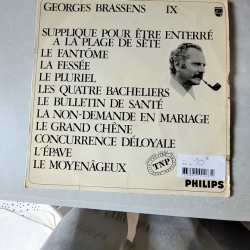 GEORGES BRASSENS IX
SUPPLIQUE POUR ÊTRE ENTERRÉ
À LA PLAGE DE SÈTE
LE FANTÔME
LA FESSÉE
LE PLURIEL
LES QUATRE BACHELIERS
LE BULLETIN DE SANTÉ
LA NON-DEMANDE EN MARIAGE
LE GRAND CHÊNE
CONCURRENCE DÉLOYALE
L'ÉPAVE
LE MOYENÂGEUX
TNP
PHILIPS